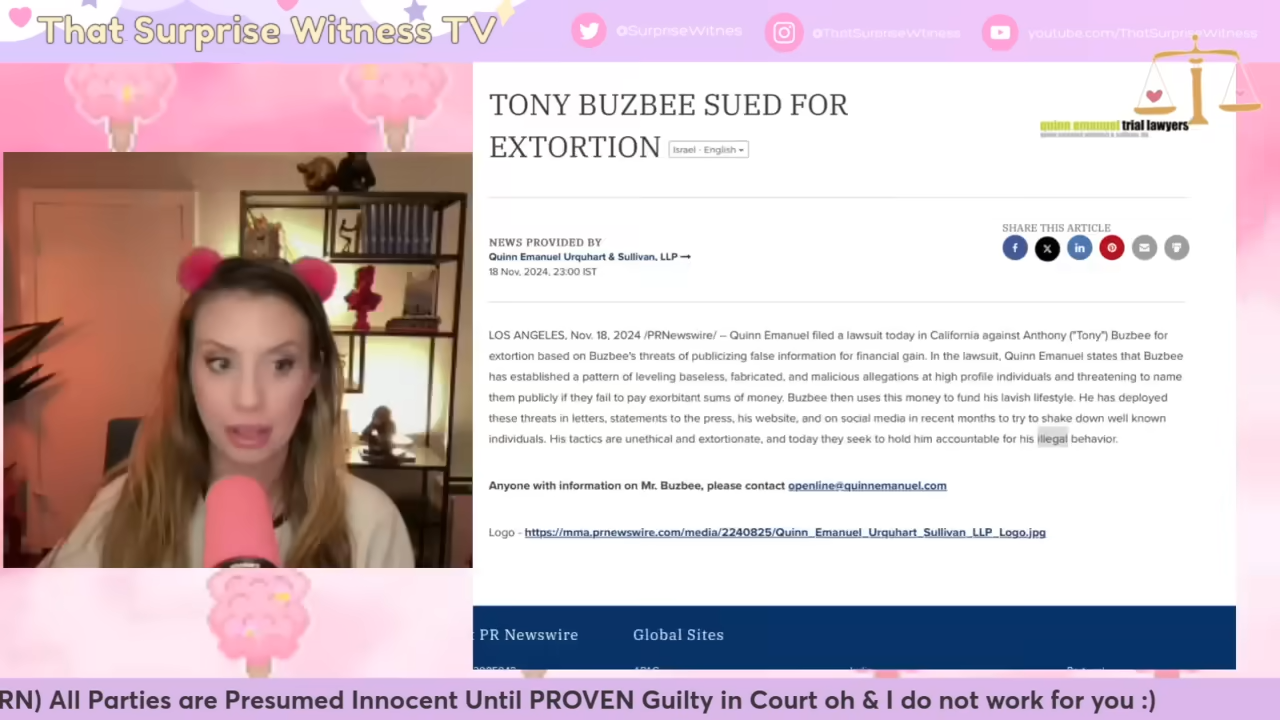 That Surprise Witness TV
@SurpriseWitnes
@ThatSurpriseWitness
youtube.com/ThatSurpriseWitness
TONY BUZBEE SUED FOR
EXTORTION
Israel - English
quinn emanuel trial lawyers
NEWS PROVIDED BY
Quinn Emanuel Urquhart & Sullivan, LLP
18 Nov, 2024, 23:00 IST
SHARE THIS ARTICLE
LOS ANGELES, Nov. 18, 2024 /PRNewswire/ -- Quinn Emanuel filed a lawsuit today in California against Anthony ("Tony") Buzbee for
extortion based on Buzbee's threats of publicizing false information for financial gain. In the lawsuit, Quinn Emanuel states that Buzbee
has established a pattern of leveling baseless, fabricated, and malicious allegations at high profile individuals and threatening to name
them publicly if they fail to pay exorbitant sums of money. Buzbee then uses this money to fund his lavish lifestyle. He has deployed
these threats in letters, statements to the press, his website, and on social media in recent months to try to shake down well known
individuals. His tactics are unethical and extortionate, and today they seek to hold him accountable for his illegal behavior.
Anyone with information on Mr. Buzbee, please contact openline@quinnemanuel.com
Logo - https://mma.prnewswire.com/media/2240825/Quinn_Emanuel_Urquhart_Sullivan_LLP_Logo.jpg
PR Newswire
Global Sites
RN) All Parties are Presumed Innocent Until PROVEN Guilty in Court oh & I do not work for you :)